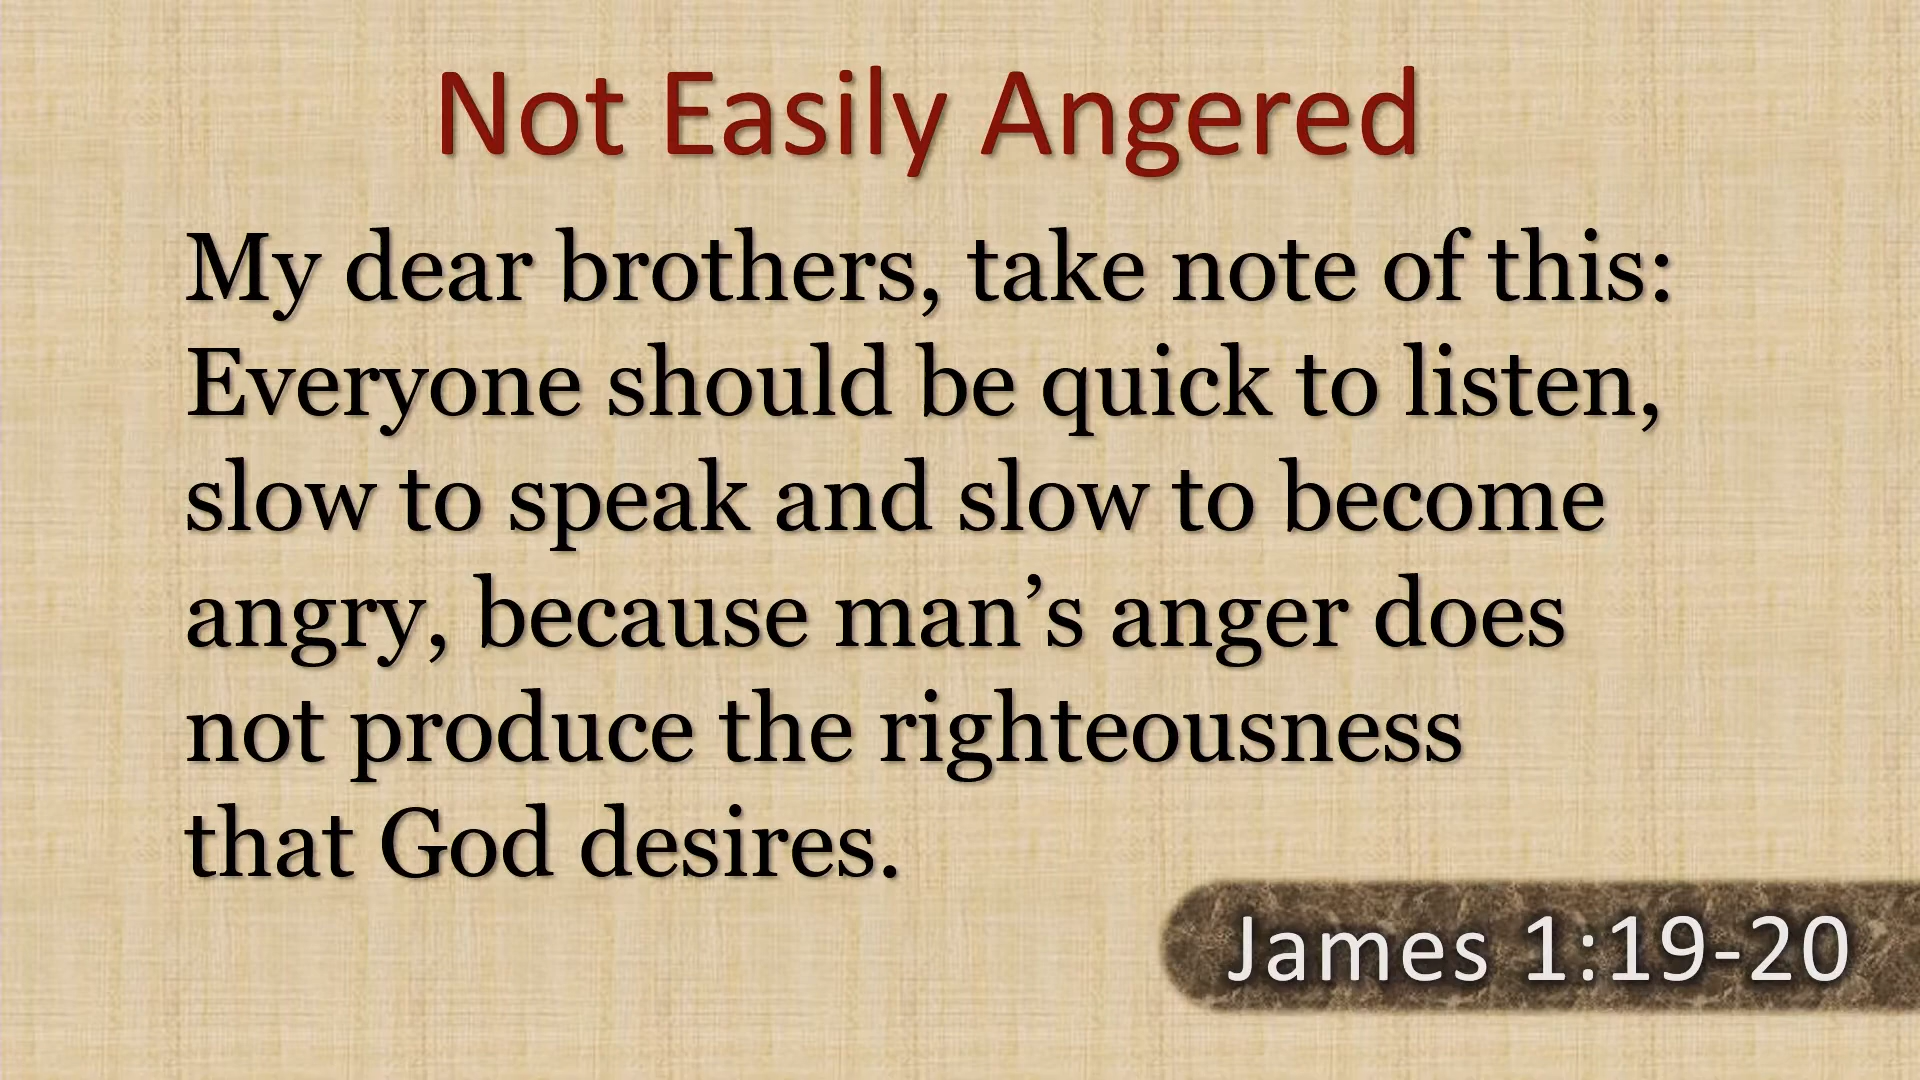 Not Easily Angered
My dear brothers, take note of this:
Everyone should be quick to listen,
slow to speak and slow to become
angry, because man’s anger does
not produce the righteousness
that God desires.
James 1:19-20